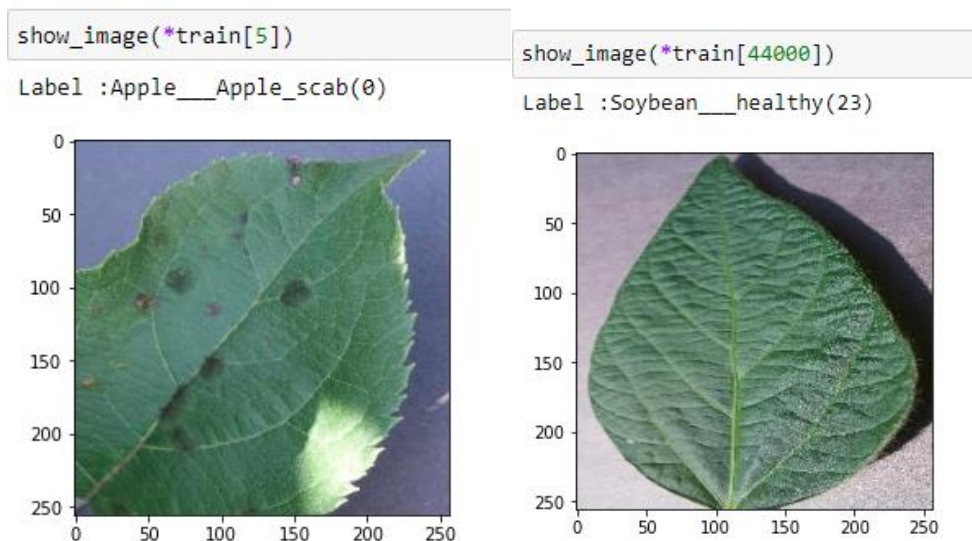 show_image(*train[5])
Label :Apple___Apple_scab(0)
0
50
100
150
200
250
0 50 100 150 200 250
show_image(*train[44000])
Label :Soybean___healthy(23)
0
50
100
150
200
250
0 50 100 150 200 250